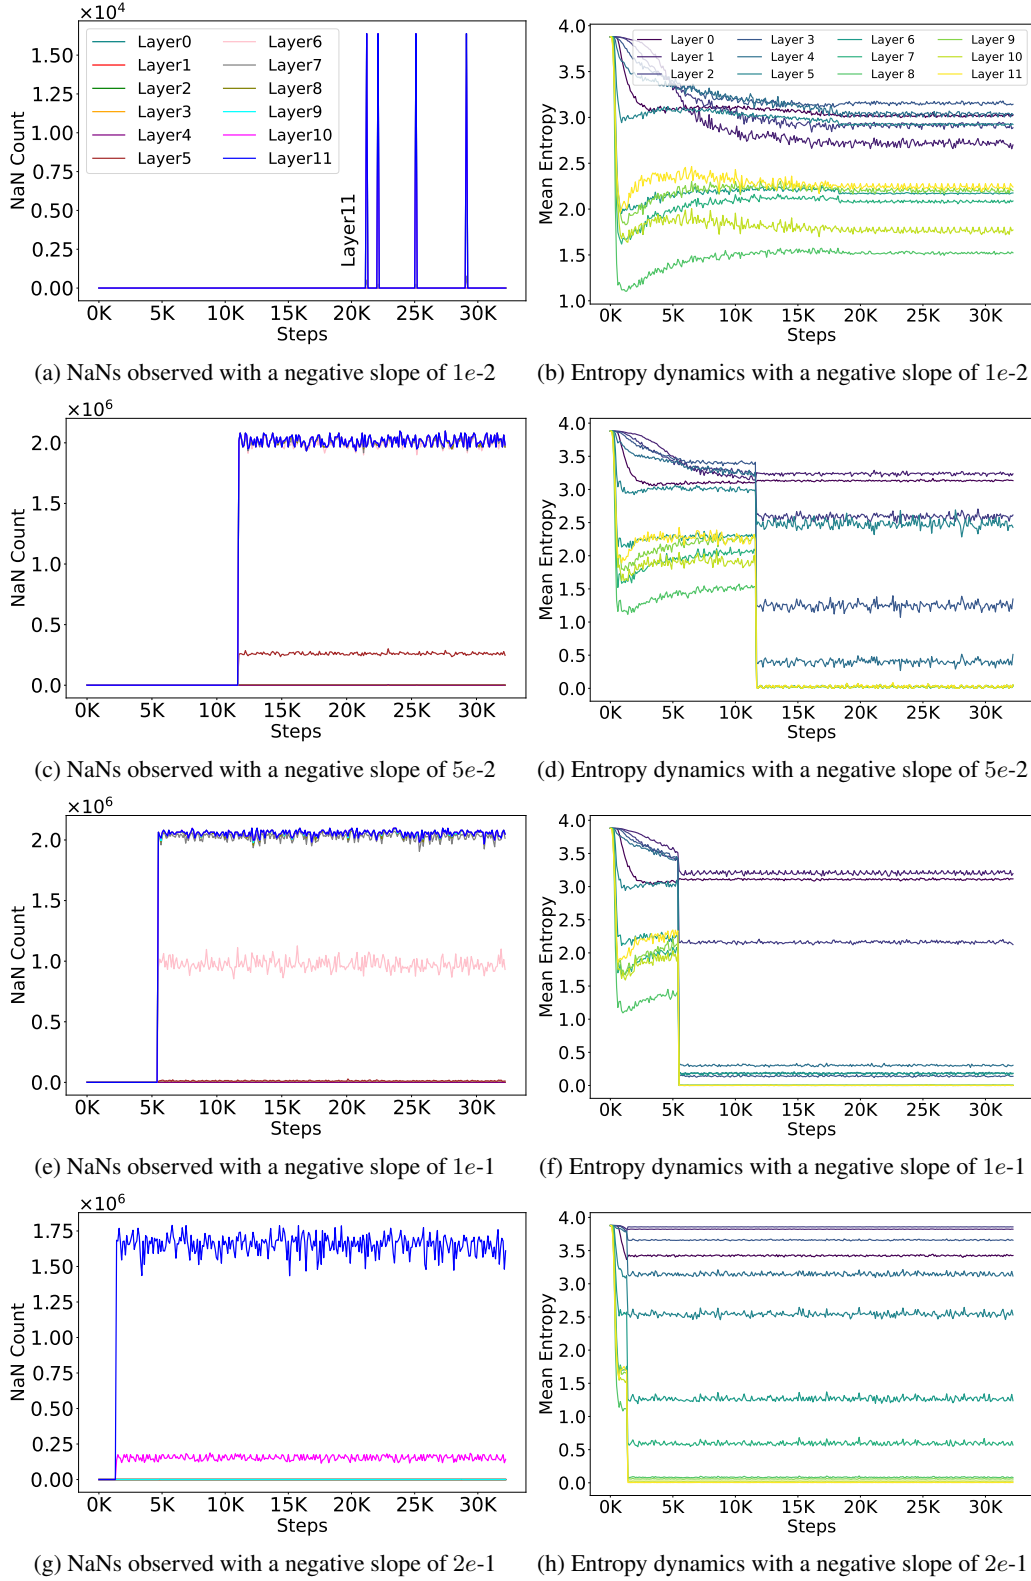 ×10⁴
NaN Count
1.50
1.25
1.00
0.75
0.50
0.25
0.00
Layer0
Layer1
Layer2
Layer3
Layer4
Layer5
Layer6
Layer7
Layer8
Layer9
Layer10
Layer11
Layer11
0K 5K 10K 15K 20K 25K 30K
Steps
Mean Entropy
4.0
3.5
3.0
2.5
2.0
1.5
1.0
Layer 0
Layer 1
Layer 2
Layer 3
Layer 4
Layer 5
Layer 6
Layer 7
Layer 8
Layer 9
Layer 10
Layer 11
0K 5K 10K 15K 20K 25K 30K
Steps
(a) NaNs observed with a negative slope of 1e-2
(b) Entropy dynamics with a negative slope of 1e-2
×10⁶
NaN Count
2.0
1.5
1.0
0.5
0.0
0K 5K 10K 15K 20K 25K 30K
Steps
Mean Entropy
4.0
3.5
3.0
2.5
2.0
1.5
1.0
0.5
0.0
0K 5K 10K 15K 20K 25K 30K
Steps
(c) NaNs observed with a negative slope of 5e-2
(d) Entropy dynamics with a negative slope of 5e-2
×10⁶
NaN Count
2.0
1.5
1.0
0.5
0.0
0K 5K 10K 15K 20K 25K 30K
Steps
Mean Entropy
4.0
3.5
3.0
2.5
2.0
1.5
1.0
0.5
0.0
0K 5K 10K 15K 20K 25K 30K
Steps
(e) NaNs observed with a negative slope of 1e-1
(f) Entropy dynamics with a negative slope of 1e-1
×10⁶
NaN Count
1.75
1.50
1.25
1.00
0.75
0.50
0.25
0.00
0K 5K 10K 15K 20K 25K 30K
Steps
Mean Entropy
4.0
3.5
3.0
2.5
2.0
1.5
1.0
0.5
0.0
0K 5K 10K 15K 20K 25K 30K
Steps
(g) NaNs observed with a negative slope of 2e-1
(h) Entropy dynamics with a negative slope of 2e-1